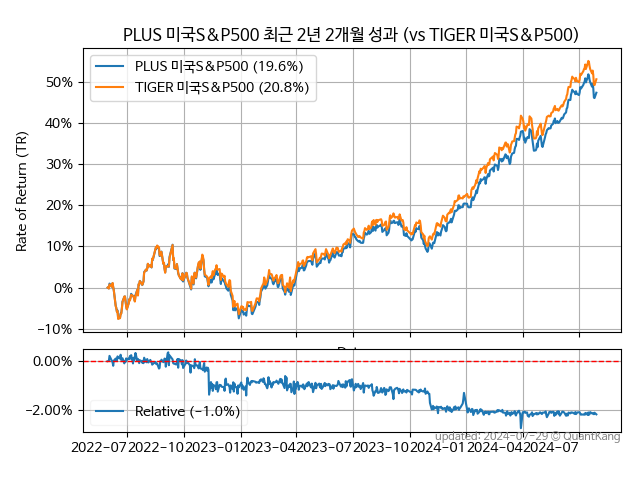 PLUS 미국S&P500 최근 2년 2개월 성과 (vs TIGER 미국S&P500)
PLUS 미국S&P500 (19.6%)
TIGER 미국S&P500 (20.8%)
Rate of Return (TR)
50%
40%
30%
20%
10%
0%
−10%
0.00%
−2.00%
Relative (−1.0%)
2022−07 2022−10 2023−01 2023−04 2023−07 2023−10 2024−01 2024−04 2024−07
updated: 2024-07-29 © QuantKang